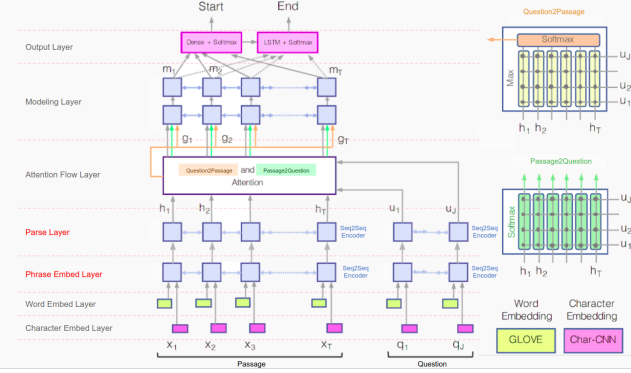 Start End
Output Layer
Dense + Softmax LSTM + Softmax
m1 m2 mT
Modeling Layer
g1 g2 gT
Attention Flow Layer
Question2Passage and Passage2Question
Attention
h1 h2 hT u1 uJ
Parse Layer
Seq2Seq
Encoder
Seq2Seq
Encoder
Phrase Embed Layer
Seq2Seq
Encoder
Seq2Seq
Encoder
Word Embed Layer
Character Embed Layer
x1 x2 x3 xT q1 qJ
Passage Question
Question2Passage
Softmax
Max
uJ
u2
u1
h1 h2 hT
Passage2Question
Softmax
uJ
u2
u1
h1 h2 hT
Word
Embedding
Character
Embedding
GLOVE Char-CNN